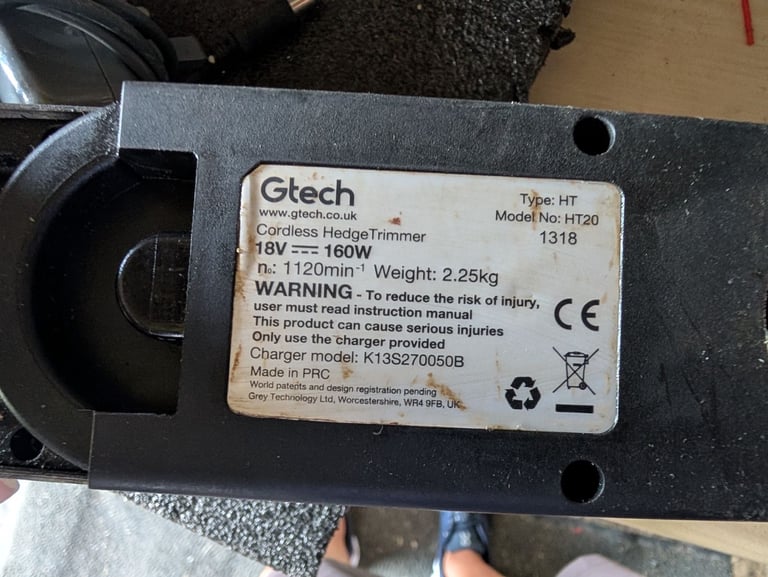 Gtech
www.gtech.co.uk
Type: HT
Model No: HT20
1318
Cordless HedgeTrimmer
18V ⎓ 160W
n₀: 1120min⁻¹ Weight: 2.25kg
WARNING - To reduce the risk of injury,
user must read instruction manual
This product can cause serious injuries
Only use the charger provided
Charger model: K13S270050B
Made in PRC
World patents and design registration pending
Grey Technology Ltd, Worcestershire, WR4 9FB, UK
CE